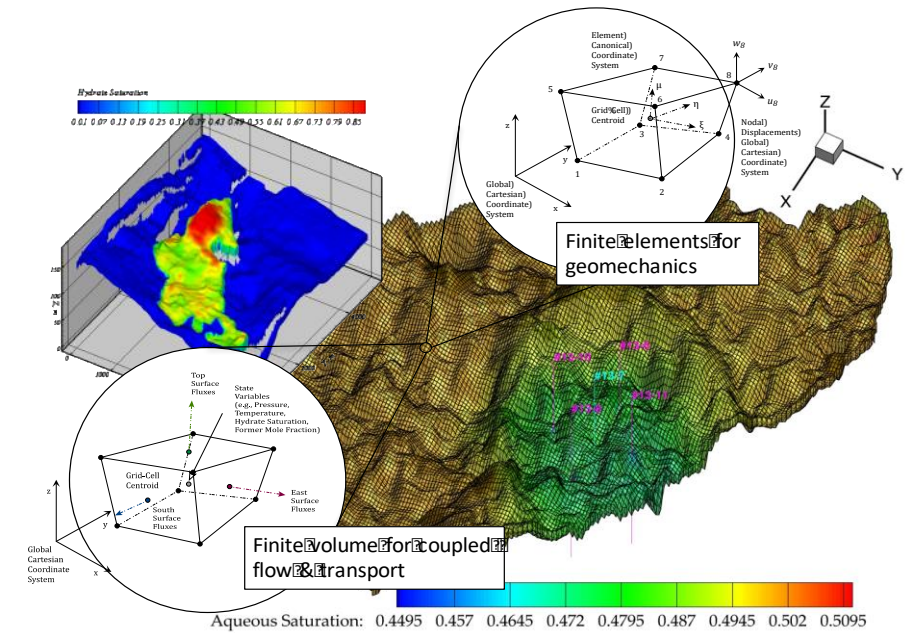 Hydrate Saturation
0.01 0.07 0.13 0.19 0.25 0.31 0.37 0.43 0.49 0.55 0.61 0.67 0.73 0.79 0.85
150
100
50
0
0
1000
Element)
Canonical)
Coordinate)
System
7
w₈
v₈
8
u₈
5
μ
6
η
Grid%Cell))
Centroid
ξ
3
4
z
y
1
2
x
Global)
Cartesian)
Coordinate)
System
Nodal)
Displacements)
Global)
Cartesian)
Coordinate)
System
Z
Y
X
Finite elements for
geomechanics
Top
Surface
Fluxes
State
Variables
(e.g., Pressure,
Temperature,
Hydrate Saturation,
Former Mole Fraction)
Grid-Cell
Centroid
z
y
x
South
Surface
Fluxes
East
Surface
Fluxes
Global
Cartesian
Coordinate
System
Finite volume for coupled
flow & transport
Aqueous Saturation: 0.4495 0.457 0.4645 0.472 0.4795 0.487 0.4945 0.502 0.5095